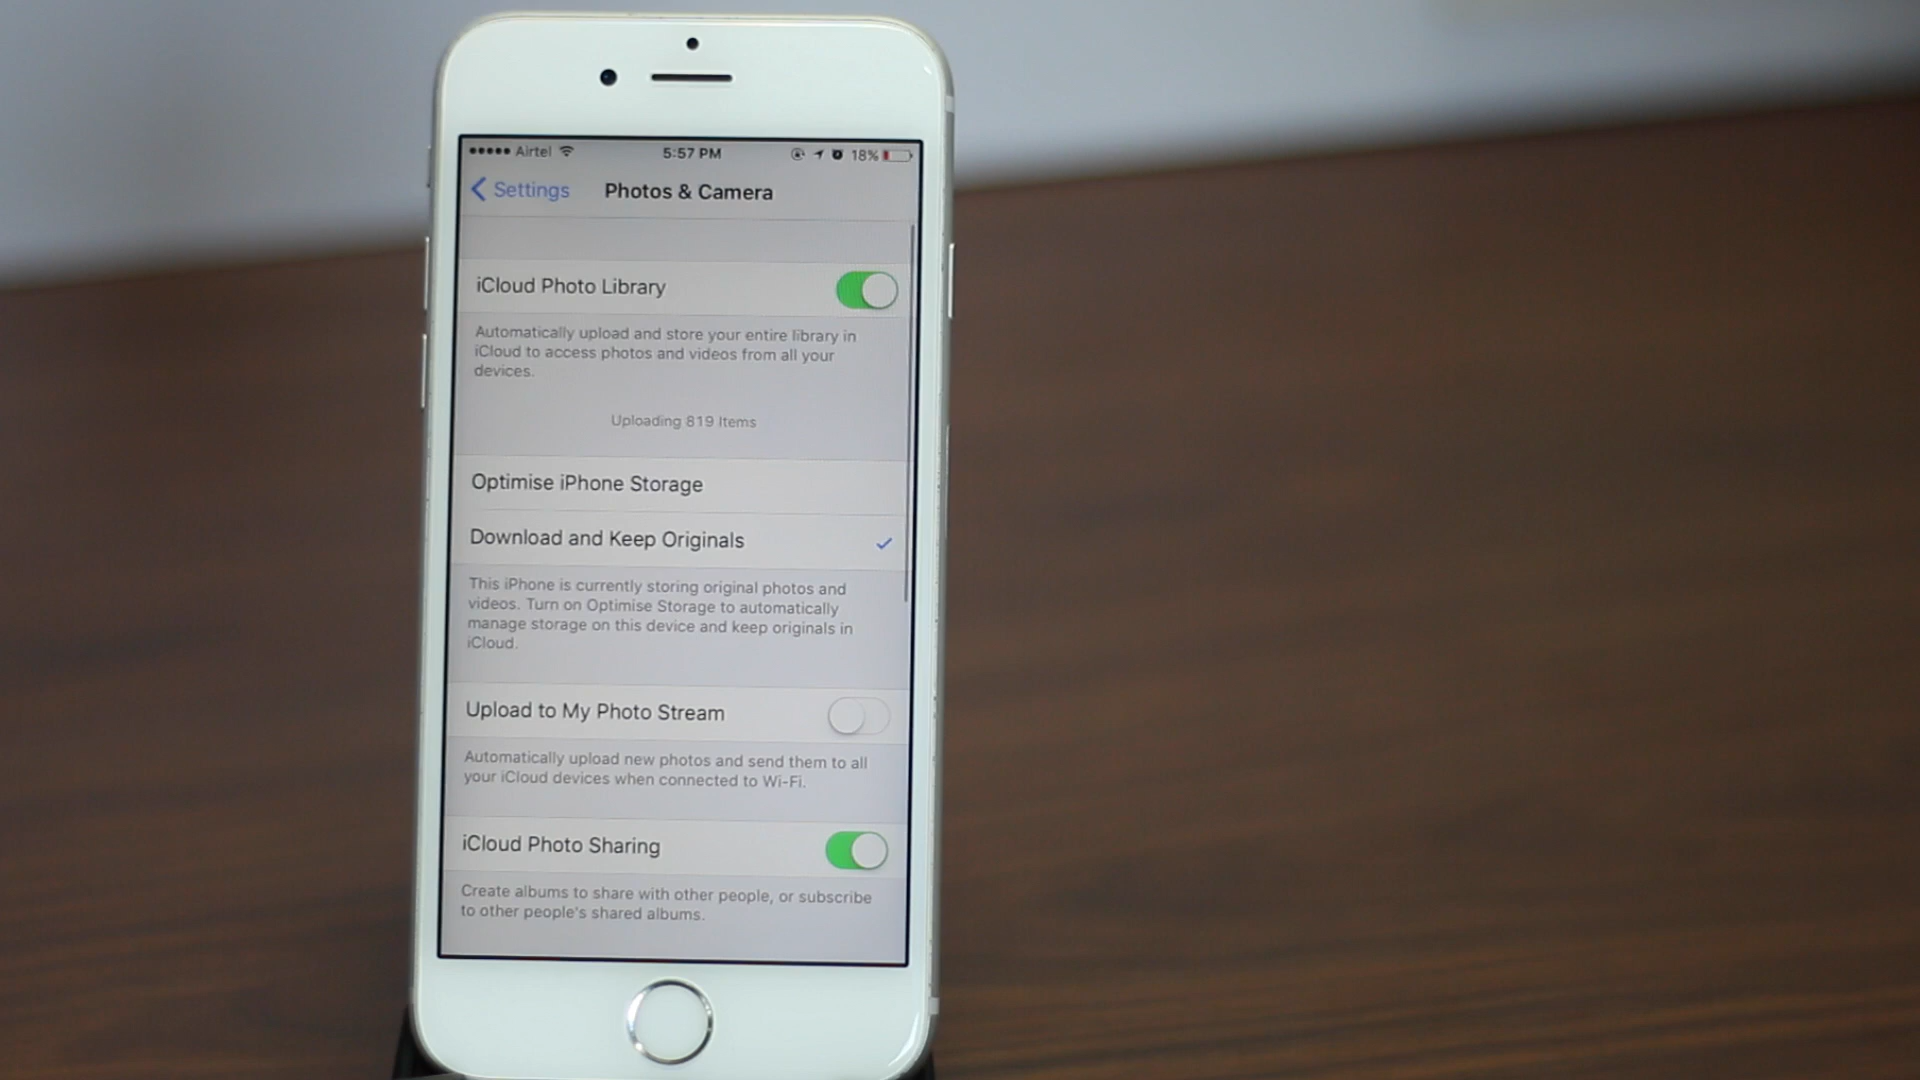 Airtel 5:57 PM 18%
Settings Photos & Camera
iCloud Photo Library
Automatically upload and store your entire library in
iCloud to access photos and videos from all your
devices.
Uploading 819 Items
Optimise iPhone Storage
Download and Keep Originals
This iPhone is currently storing original photos and
videos. Turn on Optimise Storage to automatically
manage storage on this device and keep originals in
iCloud.
Upload to My Photo Stream
Automatically upload new photos and send them to all
your iCloud devices when connected to Wi-Fi.
iCloud Photo Sharing
Create albums to share with other people, or subscribe
to other people's shared albums.